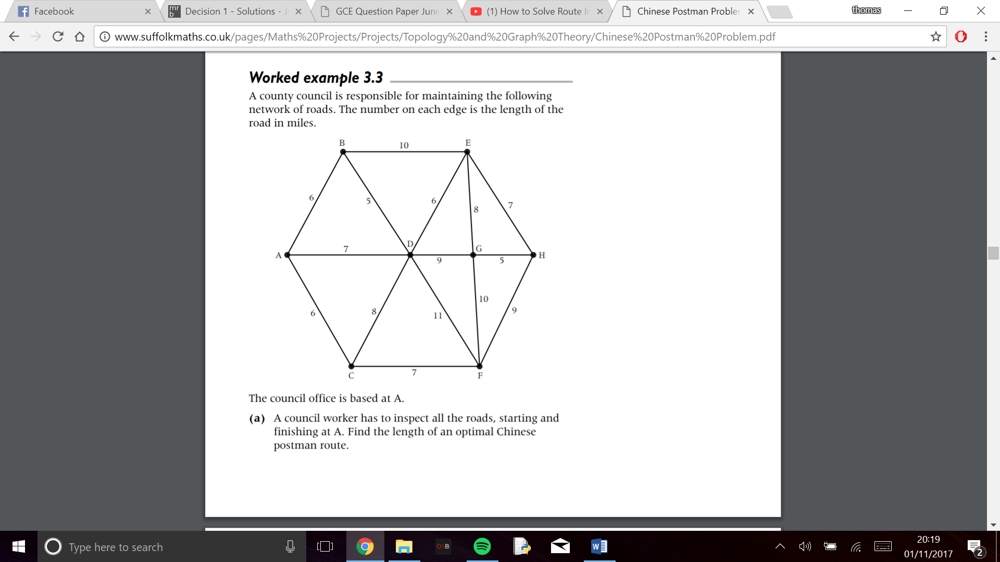 Facebook
mr
b
Decision 1 - Solutions - J
GCE Question Paper June
(1) How to Solve Route I
Chinese Postman Probler
thomas
www.suffolkmaths.co.uk/pages/Maths%20Projects/Projects/Topology%20and%20Graph%20Theory/Chinese%20Postman%20Problem.pdf
Worked example 3.3
A county council is responsible for maintaining the following
network of roads. The number on each edge is the length of the
road in miles.
B
10
E
6
5
6
8
7
A
7
D
9
G
5
H
6
8
11
10
9
C
7
F
The council office is based at A.
(a) A council worker has to inspect all the roads, starting and
finishing at A. Find the length of an optimal Chinese
postman route.
Type here to search
OSB
W
20:19
01/11/2017
2